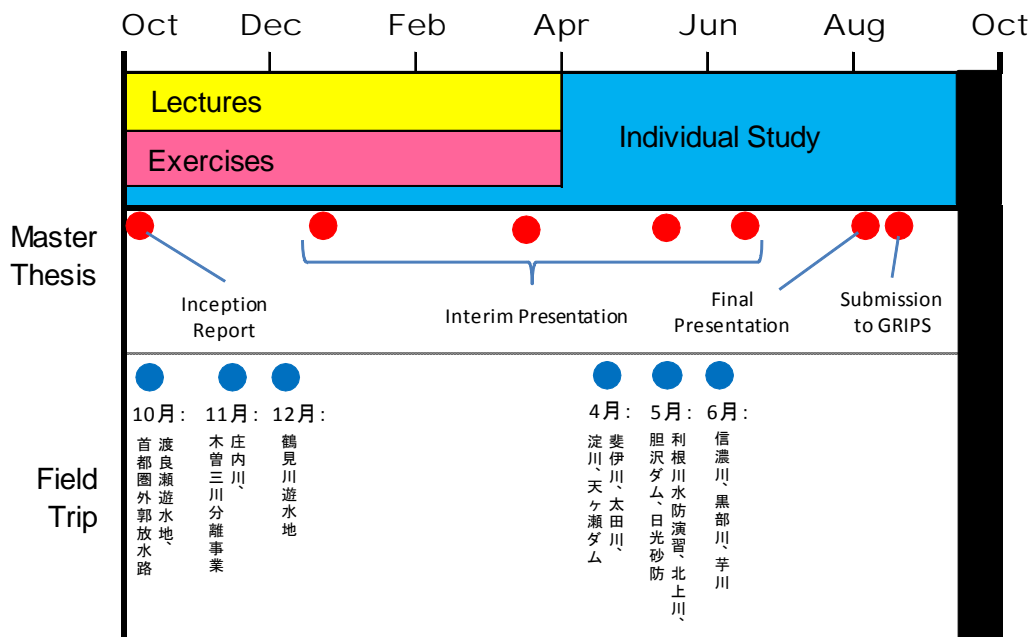 Oct Dec Feb Apr Jun Aug Oct
Lectures
Exercises
Individual Study
Master
Thesis
Inception
Report
Interim Presentation
Final
Presentation
Submission
to GRIPS
Field
Trip
10月:
渡良瀬遊水地、
首都圏外郭放水路
11月:
庄内川、
木曽三川分離事業
12月:
鶴見川遊水地
4月:
斐伊川、太田川、
淀川、天ヶ瀬ダム
5月:
利根川水防演習、北上川、
胆沢ダム、日光砂防
6月:
信濃川、黒部川、芋川